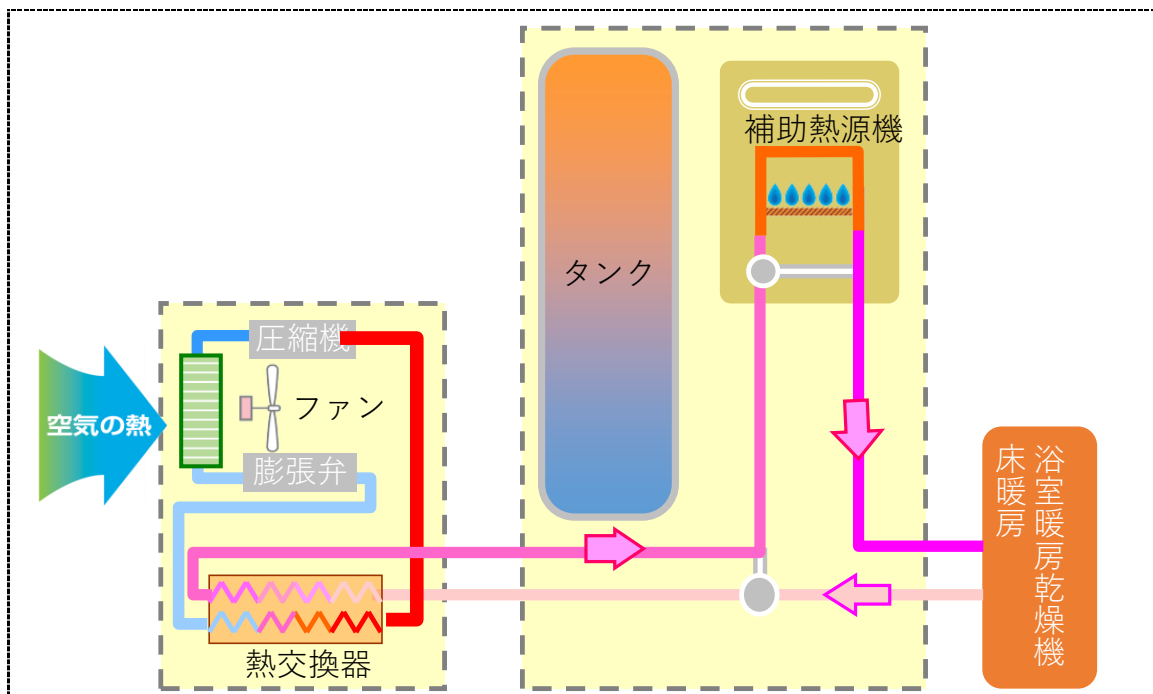 補助熱源機
タンク
圧縮機
ファン
空気の熱
膨張弁
浴室暖房乾燥機
床暖房
熱交換器